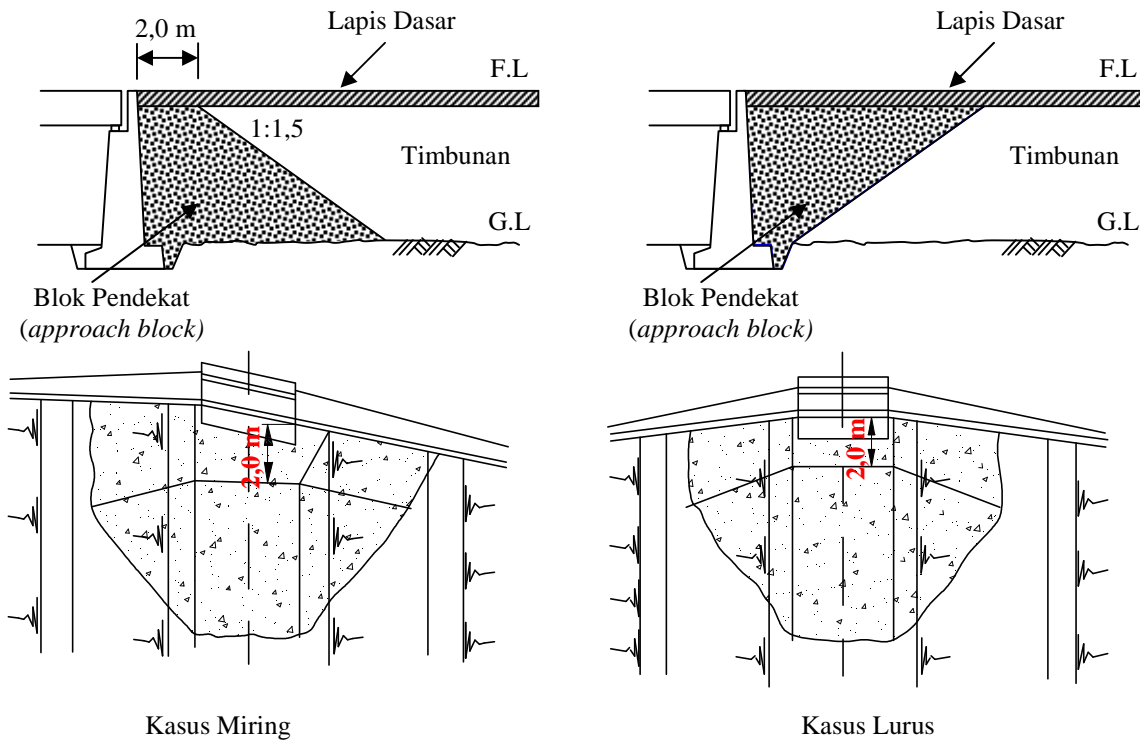 2,0 m
Lapis Dasar
F.L
1:1,5
Timbunan
G.L
Blok Pendekat
(approach block)
Lapis Dasar
F.L
Timbunan
G.L
Blok Pendekat
(approach block)
2,0 m
Kasus Miring
2,0 m
Kasus Lurus